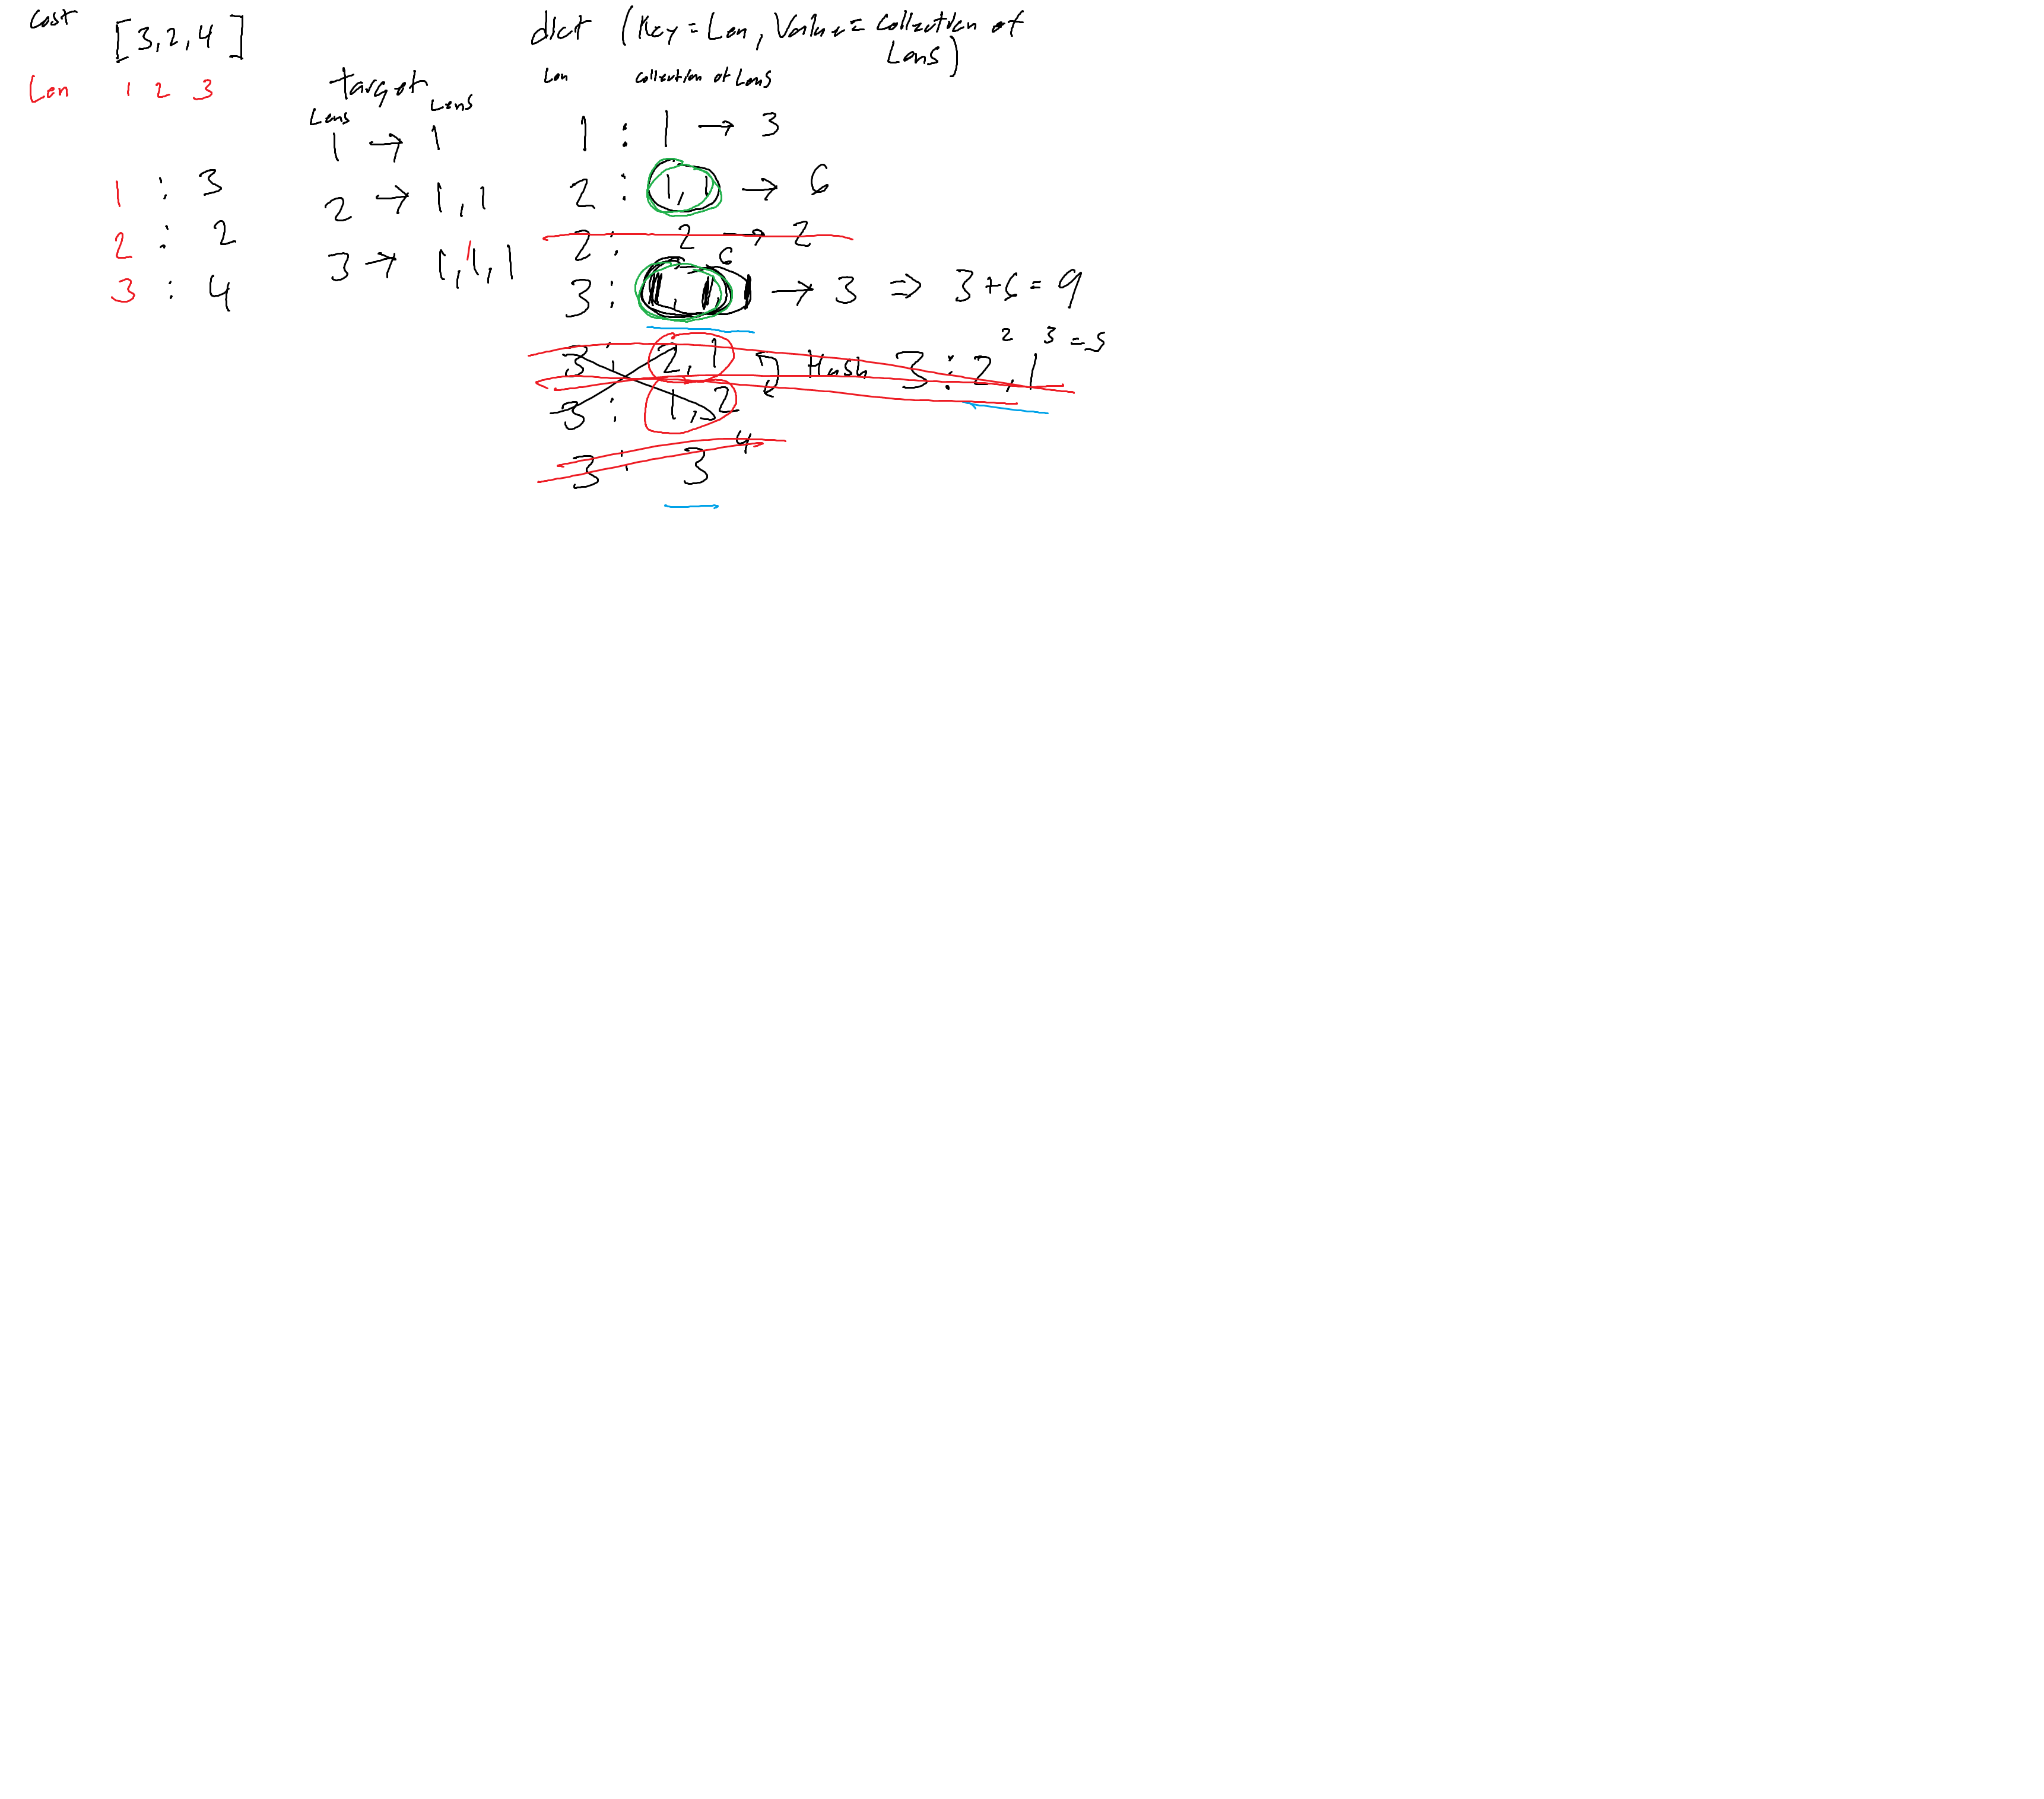 cost [3,2,4]
Len 1 2 3
1 : 3
2 : 2
3 : 4
target
Lens Lens
1 → 1
2 → 1,1
3 → 1,1,1
dict (Key=Len, Value= collection of
Lens)
Len collection of Lens
1 : 1 → 3
2 : 1,1 → 6
2 : 2 → 2
6
3 : 1,1,1 → 3 ⇒ 3+6=9
2 3 =5
3 : 2,1 Hash 3 : 2,1
3 : 1,2
4
3 : 3